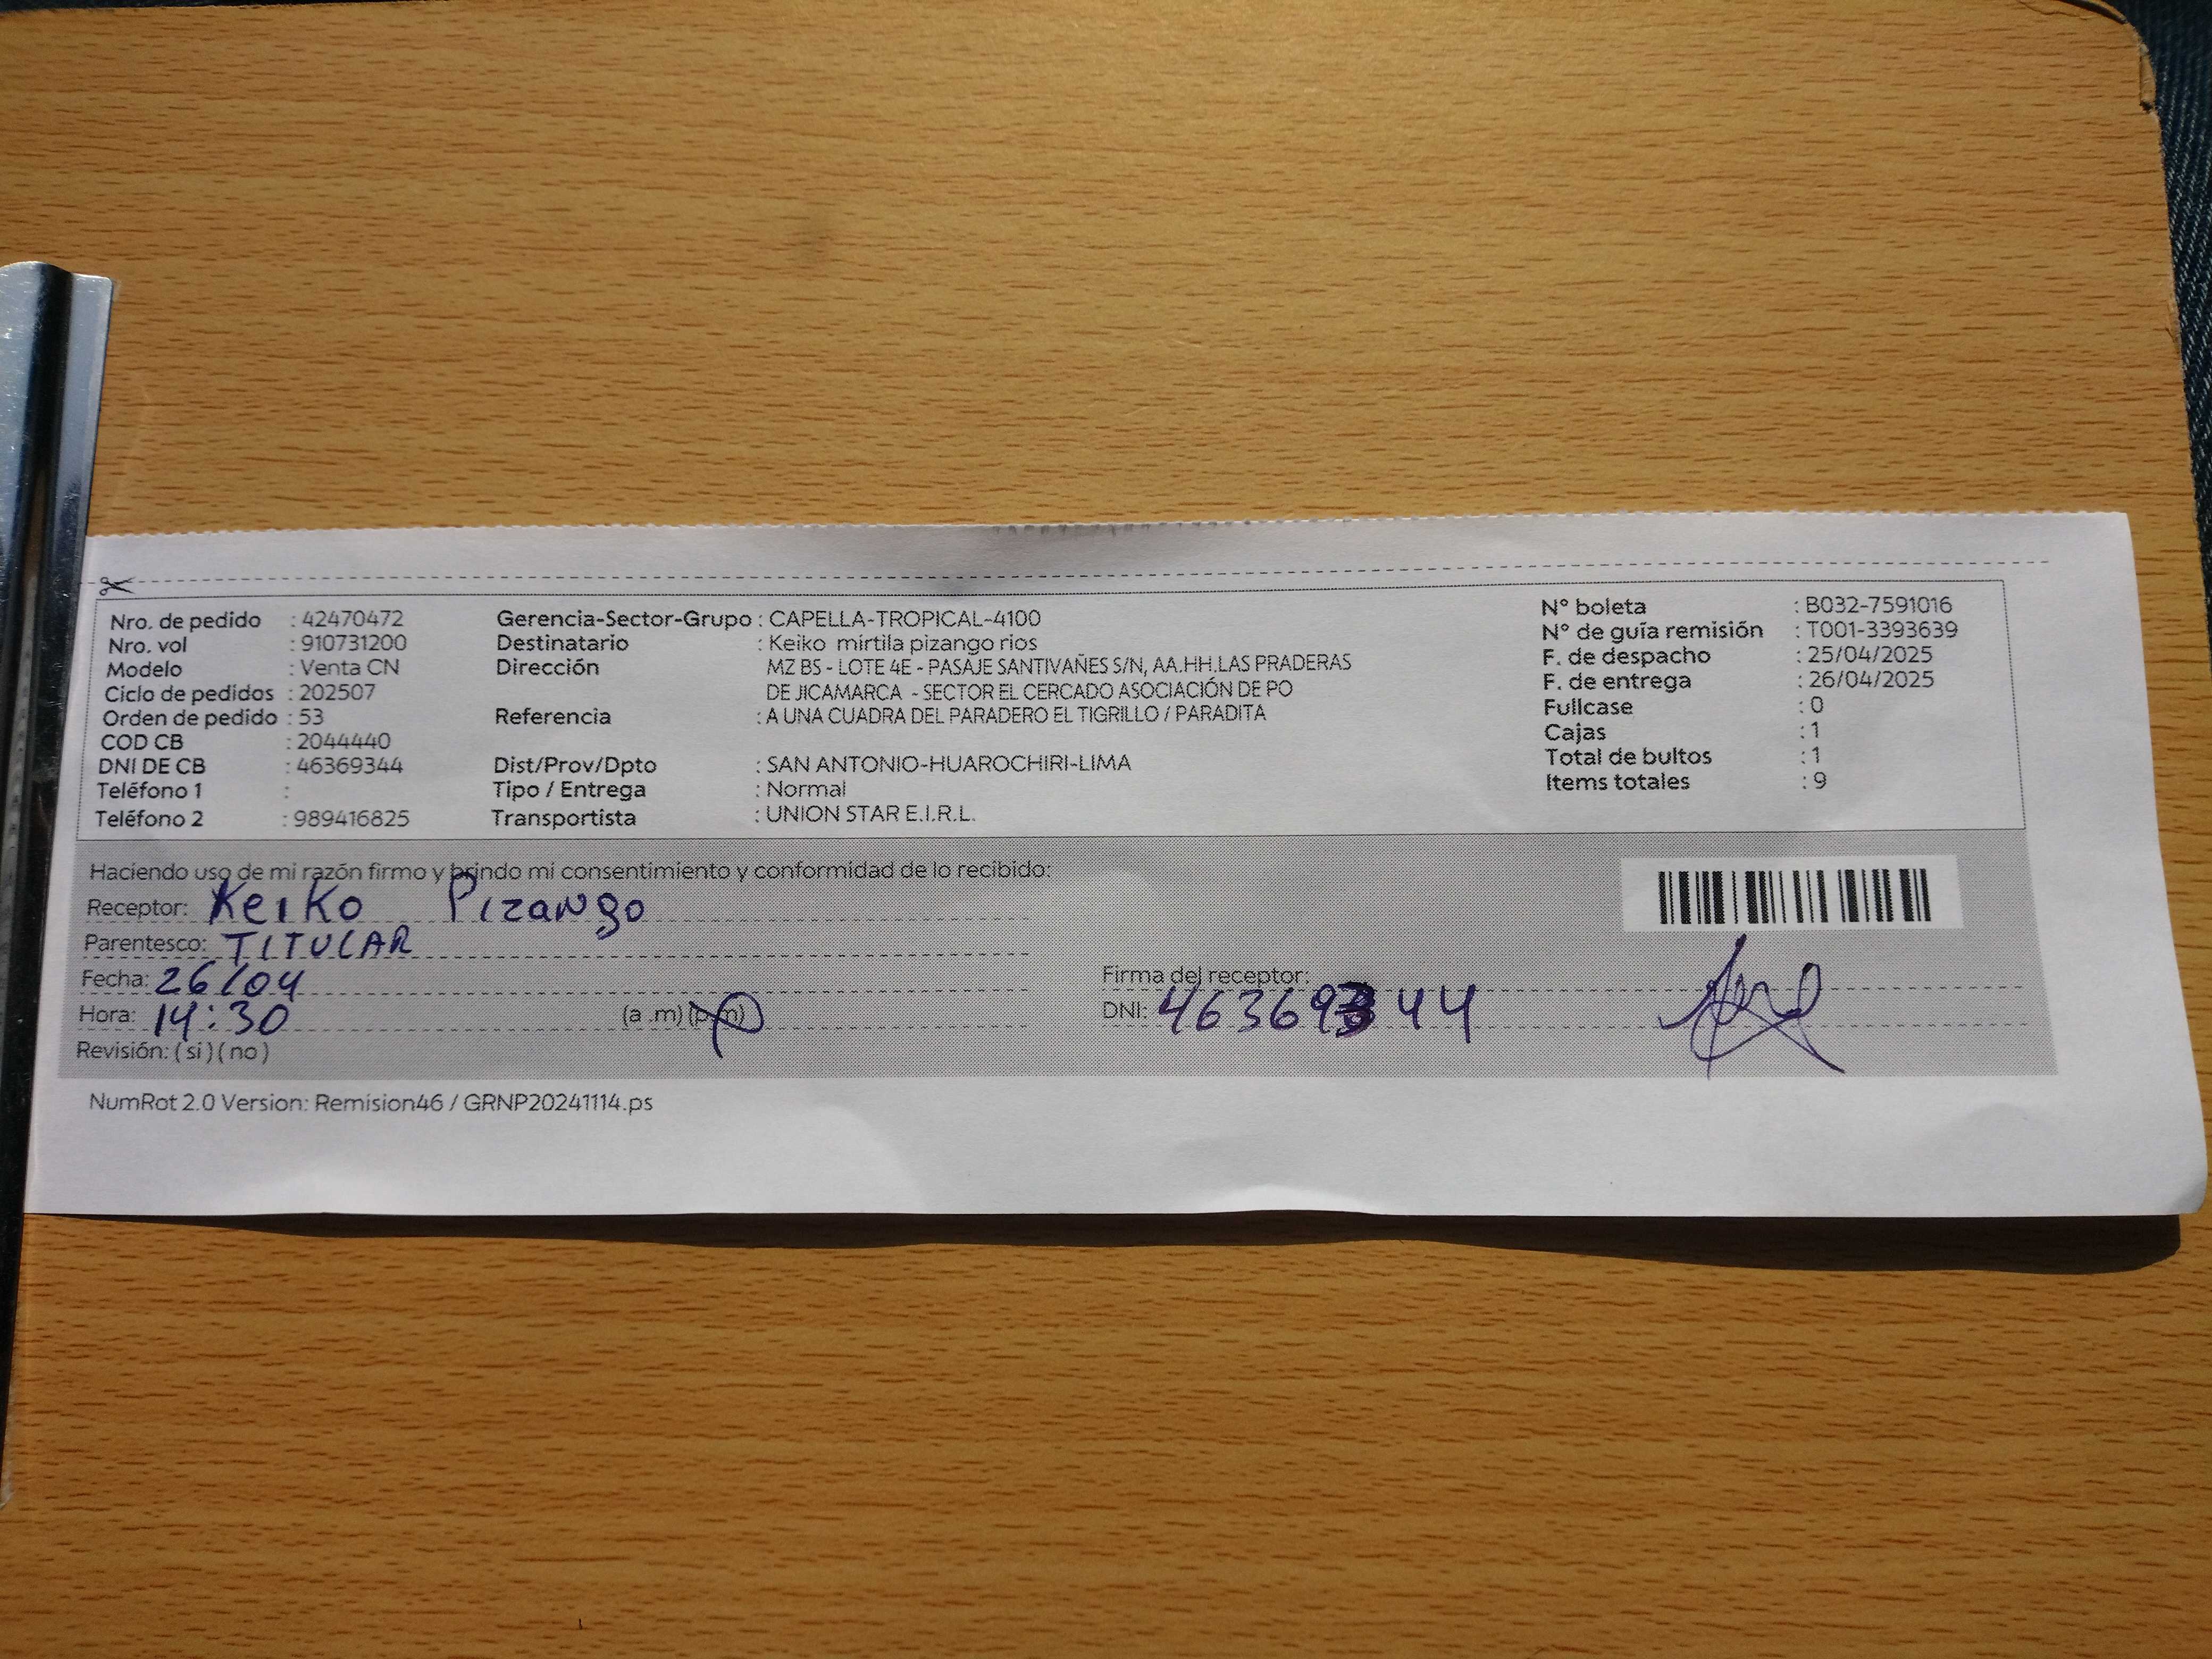 Nro. de pedido : 42470472
Nro. vol : 910731200
Modelo : Venta CN
Ciclo de pedidos : 202507
Orden de pedido : 53
COD CB : 2044440
DNI DE CB : 46369344
Teléfono 1 :
Teléfono 2 : 989416825
Gerencia-Sector-Grupo : CAPELLA-TROPICAL-4100
Destinatario : Keiko mirtila pizango rios
Dirección MZ B5 - LOTE 4E - PASAJE SANTIVAÑES S/N, AA.HH.LAS PRADERAS
DE JICAMARCA - SECTOR EL CERCADO ASOCIACIÓN DE PO
Referencia : A UNA CUADRA DEL PARADERO EL TIGRILLO / PARADITA
Dist/Prov/Dpto : SAN ANTONIO-HUAROCHIRI-LIMA
Tipo / Entrega : Normal
Transportista : UNION STAR E.I.R.L.
N° boleta : B032-7591016
N° de guía remisión : T001-3393639
F. de despacho : 25/04/2025
F. de entrega : 26/04/2025
Fullcase : 0
Cajas : 1
Total de bultos : 1
Items totales : 9
Haciendo uso de mi razón firmo y brindo mi consentimiento y conformidad de lo recibido:
Receptor: Keiko Pizango
Parentesco: TITULAR
Fecha: 26/04
Hora: 14:30 (a .m) (p.m)
Revisión: ( si ) ( no )
Firma del receptor:
DNI: 46369344
NumRot 2.0 Version: Remision46 / GRNP20241114.ps